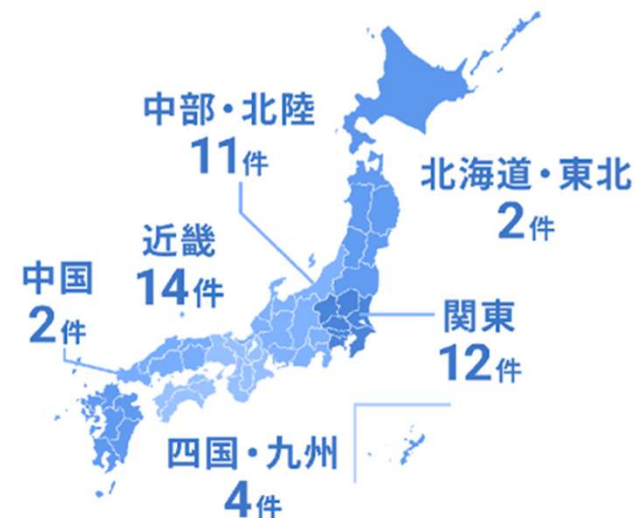 中部・北陸
11件
北海道・東北
2件
近畿
14件
中国
2件
関東
12件
四国・九州
4件